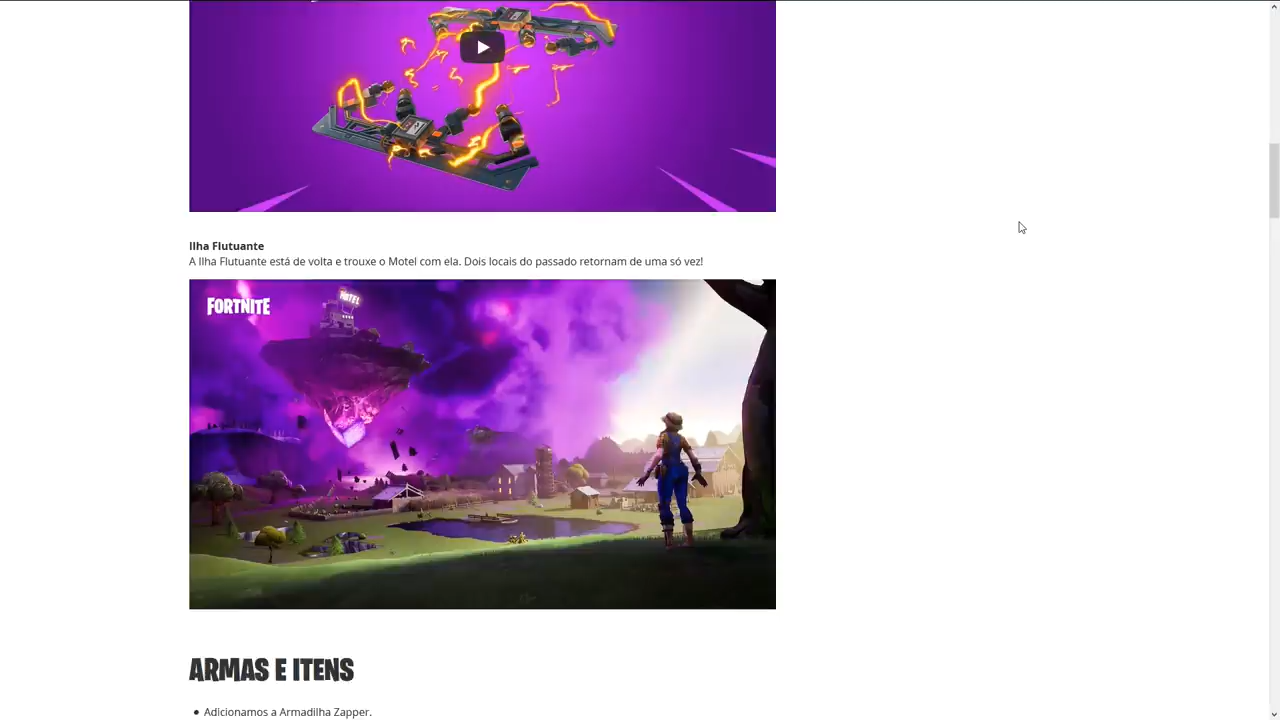 Ilha Flutuante
A Ilha Flutuante está de volta e trouxe o Motel com ela. Dois locais do passado retornam de uma só vez!
FORTNITE
MOTEL
ARMAS E ITENS
• Adicionamos a Armadilha Zapper.